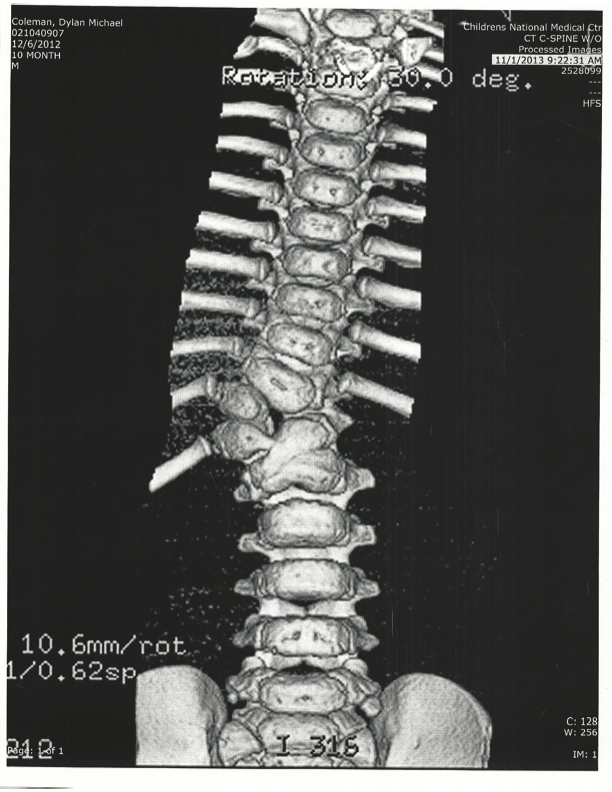 Coleman, Dylan Michael
021040907
12/6/2012
10 MONTH
M
Childrens National Medical Ctr
CT C-SPINE W/O
Processed Images
11/1/2013 9:22:31 AM
2528099
---
---
HFS
Rotation: 30.0 deg.
10.6mm/rot
1/0.62sp
212
Page: 1 of 1
I 316
C: 128
W: 256
IM: 1